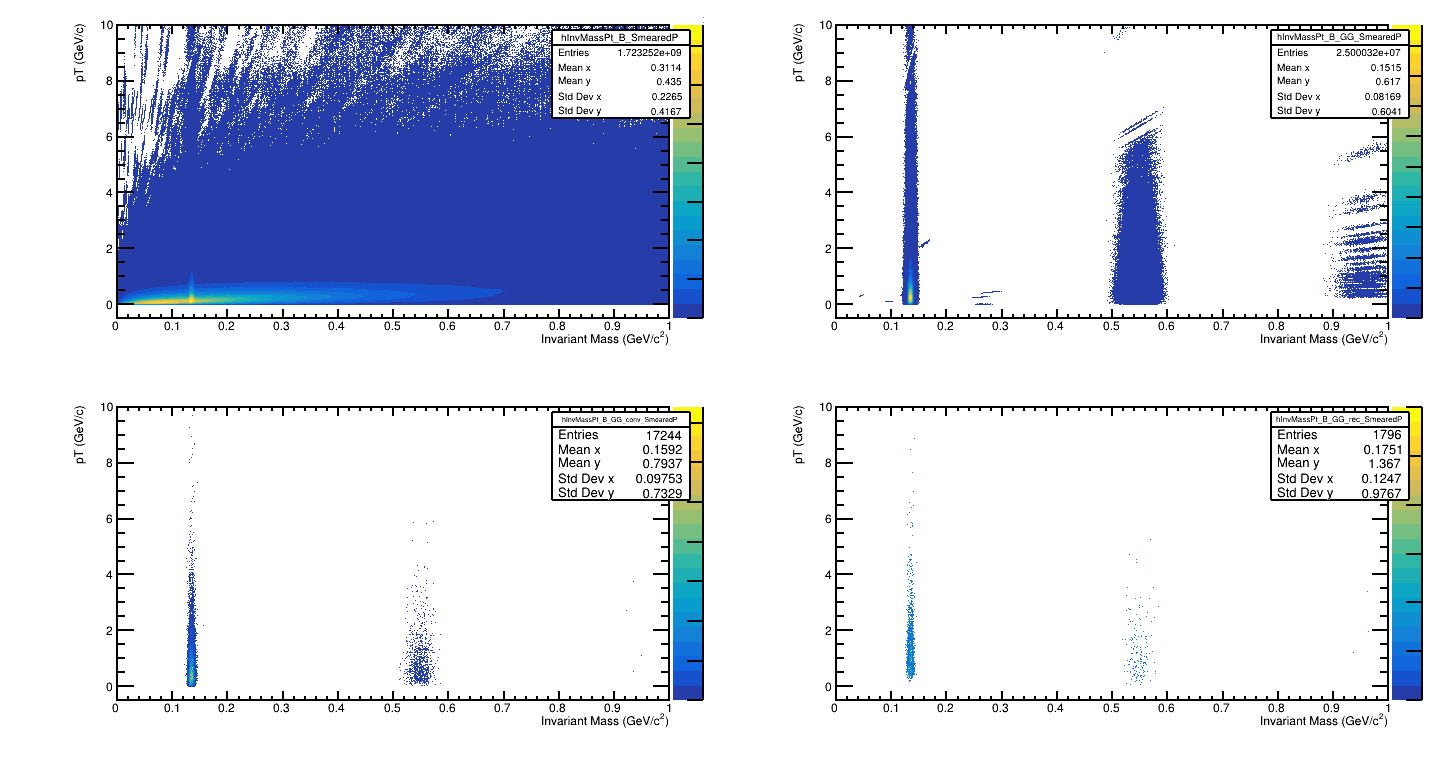 pT (GeV/c)
10
8
6
4
2
0
0 0.1 0.2 0.3 0.4 0.5 0.6 0.7 0.8 0.9 1
Invariant Mass (GeV/c2)
hInvMassPt_B_SmearedP
Entries 1.723252e+09
Mean x 0.3114
Mean y 0.435
Std Dev x 0.2265
Std Dev y 0.4167
pT (GeV/c)
10
8
6
4
2
0
0 0.1 0.2 0.3 0.4 0.5 0.6 0.7 0.8 0.9 1
Invariant Mass (GeV/c2)
hInvMassPt_B_GG_SmearedP
Entries 2.500032e+07
Mean x 0.1515
Mean y 0.617
Std Dev x 0.08169
Std Dev y 0.6041
pT (GeV/c)
10
8
6
4
2
0
0 0.1 0.2 0.3 0.4 0.5 0.6 0.7 0.8 0.9 1
Invariant Mass (GeV/c2)
hInvMassPt_B_GG_conv_SmearedP
Entries 17244
Mean x 0.1592
Mean y 0.7937
Std Dev x 0.09753
Std Dev y 0.7329
pT (GeV/c)
10
8
6
4
2
0
0 0.1 0.2 0.3 0.4 0.5 0.6 0.7 0.8 0.9 1
Invariant Mass (GeV/c2)
hInvMassPt_B_GG_rec_SmearedP
Entries 1796
Mean x 0.1751
Mean y 1.367
Std Dev x 0.1247
Std Dev y 0.9767